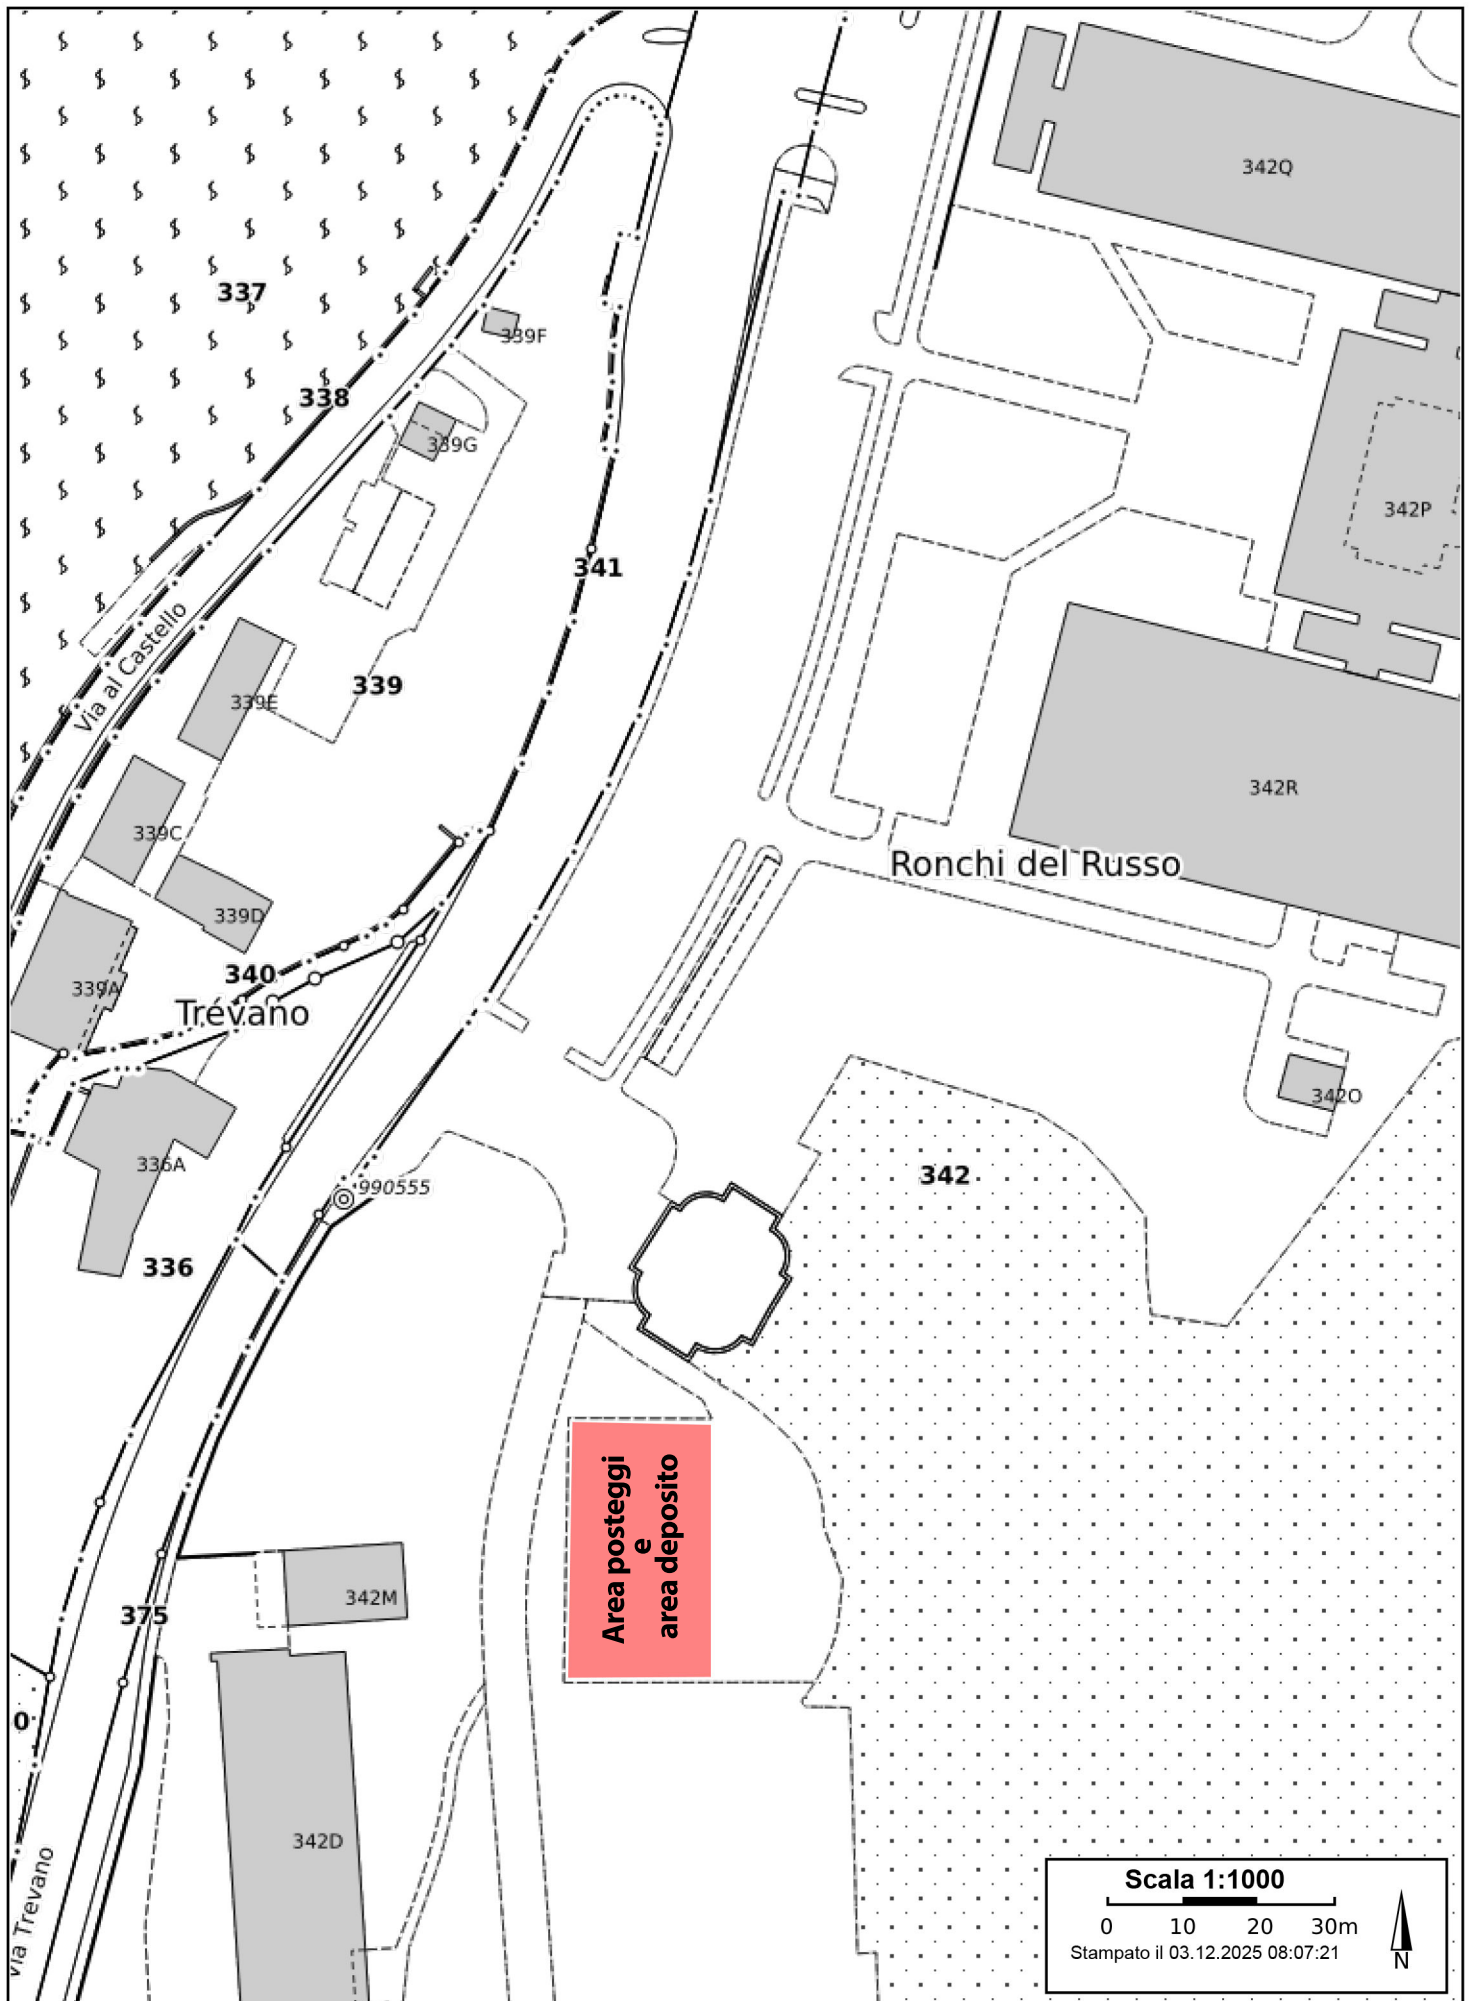 342Q
337
339F
338
339G
342P
341
Via al Castello
339
339E
342R
339C
Ronchi del Russo
339D
340
339A
Trevano
342O
336A
342
990555
336
Area posteggi
e
area deposito
342M
375
0
342D
Via Trevano
Scala 1:1000
0 10 20 30m
Stampato il 03.12.2025 08:07:21
N